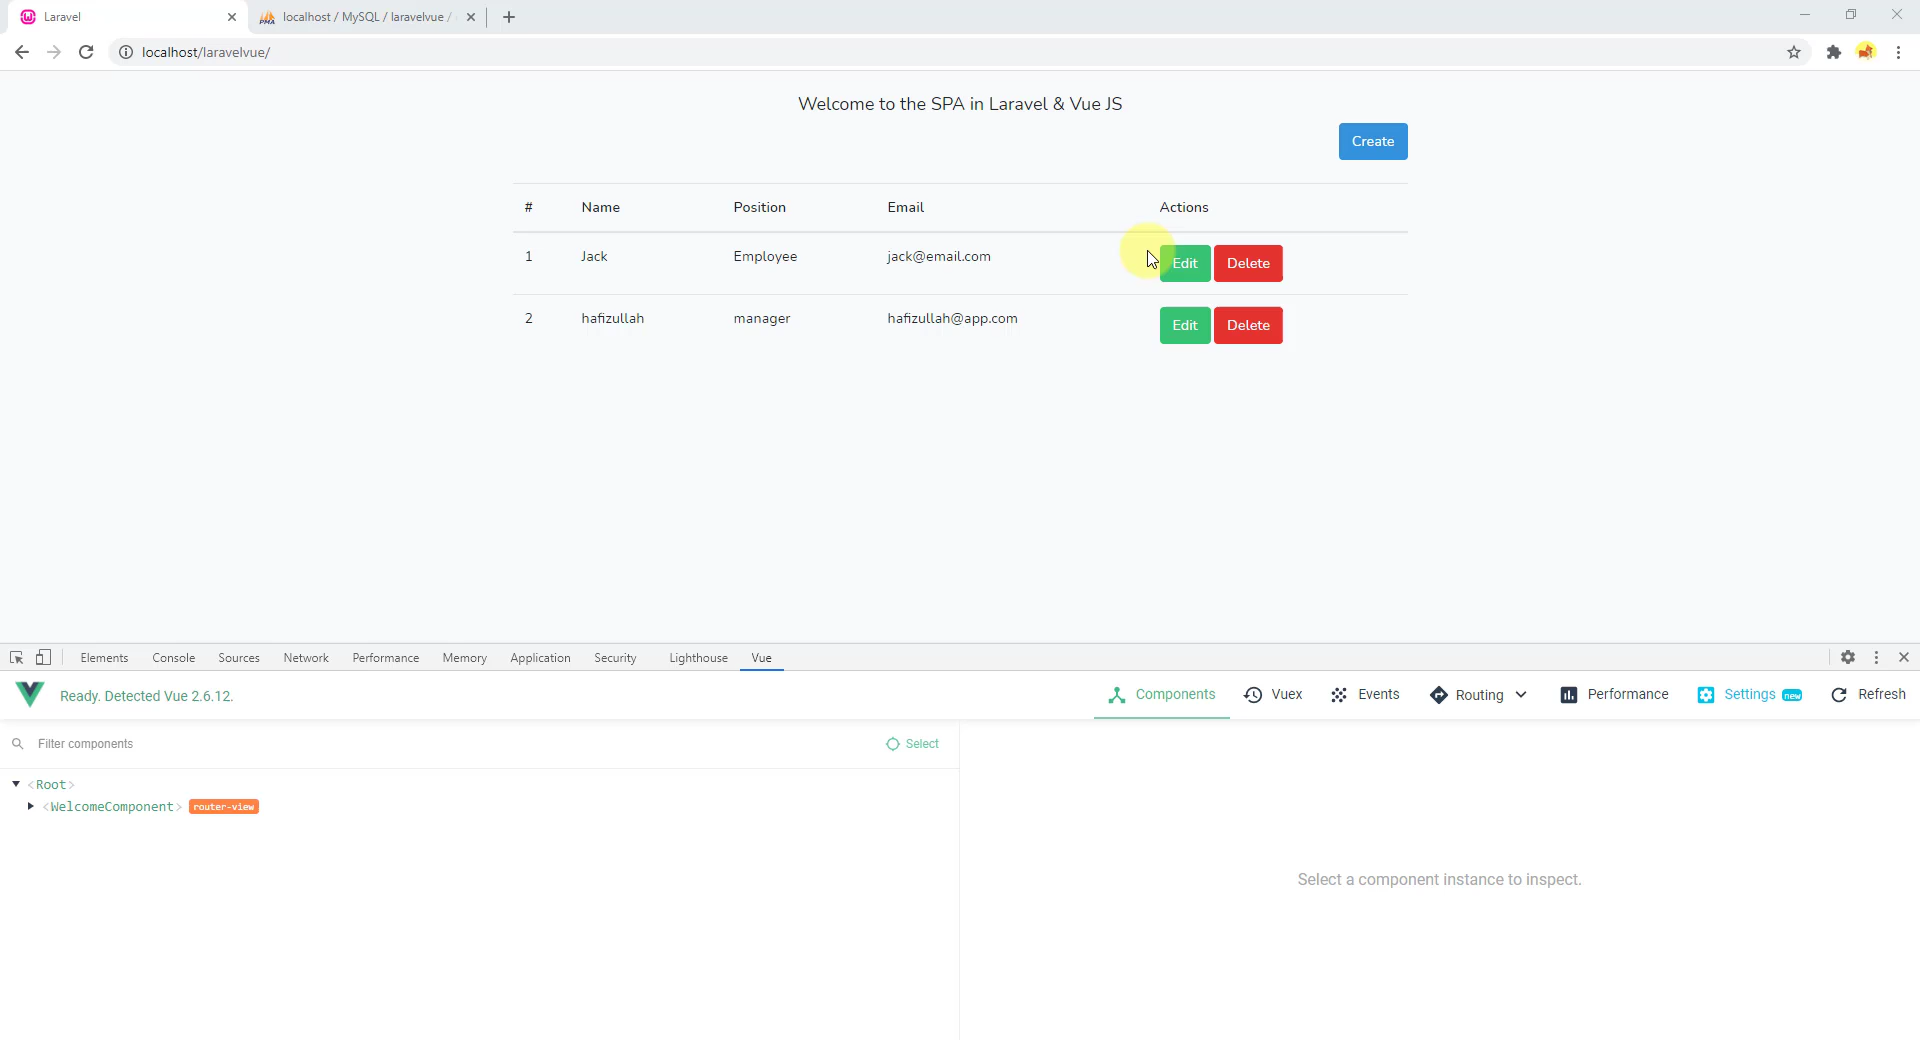 Laravel
localhost / MySQL / laravelvue /
localhost/laravelvue/
Welcome to the SPA in Laravel & Vue JS
Create
# Name Position Email Actions
1 Jack Employee jack@email.com Edit Delete
2 hafizullah manager hafizullah@app.com Edit Delete
Elements Console Sources Network Performance Memory Application Security Lighthouse Vue
Ready. Detected Vue 2.6.12.
Components Vuex Events Routing Performance Settings new Refresh
Filter components
Select
<Root>
<WelcomeComponent> router-view
Select a component instance to inspect.